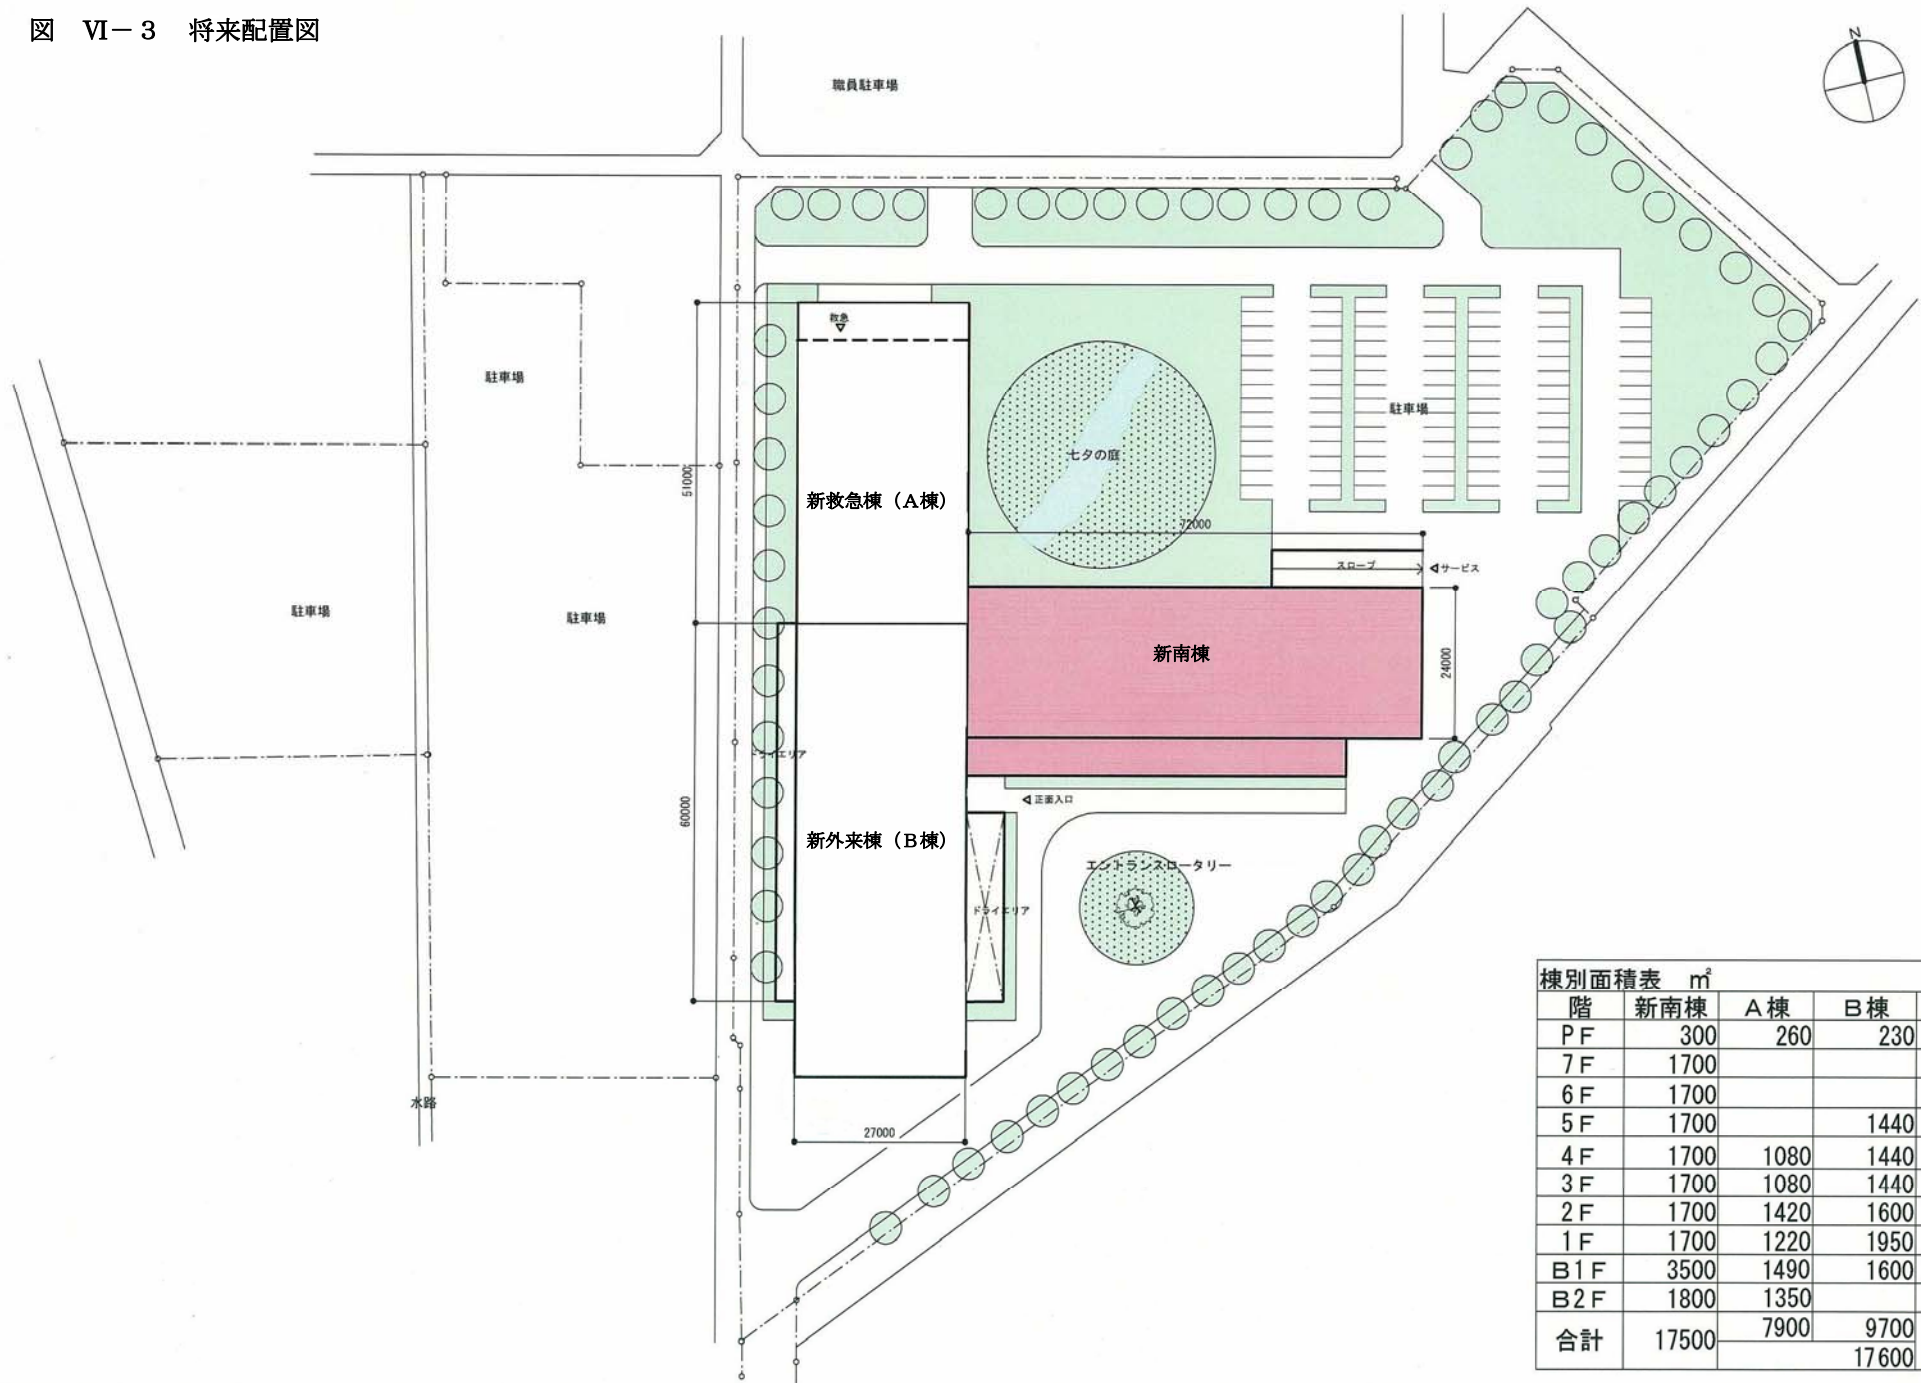 図 Ⅵ－3 将来配置図
N
職員駐車場
救急
駐車場
駐車場
七夕の庭
51000
新救急棟（A棟）
72000
スローブ
サービス
駐車場
駐車場
新南棟
24000
ドライエリア
正面入口
60000
新外来棟（B棟）
エントランスロータリー
ドライエリア
水路
27000
棟別面積表 ㎡
階 新南棟 A棟 B棟
PF 300 260 230
7F 1700
6F 1700
5F 1700 1440
4F 1700 1080 1440
3F 1700 1080 1440
2F 1700 1420 1600
1F 1700 1220 1950
B1F 3500 1490 1600
B2F 1800 1350
合計 17500 7900 9700
17600